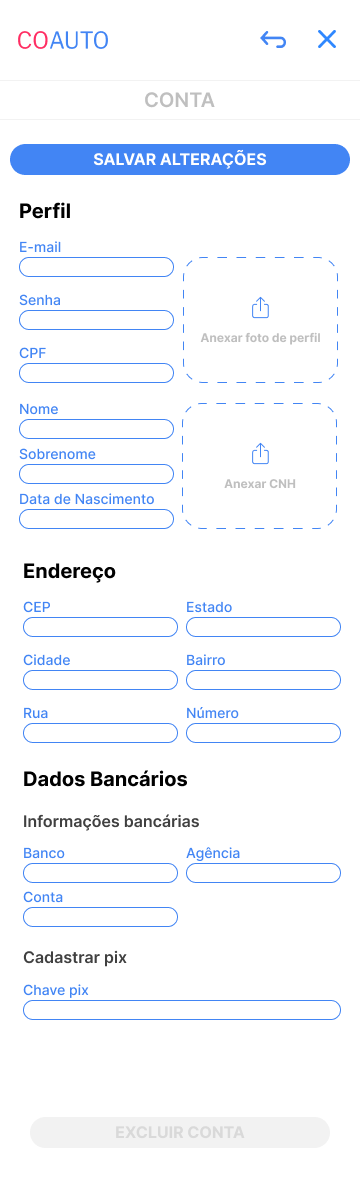 COAUTO
CONTA
SALVAR ALTERAÇÕES
Perfil
E-mail
Senha
Anexar foto de perfil
CPF
Nome
Sobrenome
Anexar CNH
Data de Nascimento
Endereço
CEP
Estado
Cidade
Bairro
Rua
Número
Dados Bancários
Informações bancárias
Banco
Agência
Conta
Cadastrar pix
Chave pix
EXCLUIR CONTA